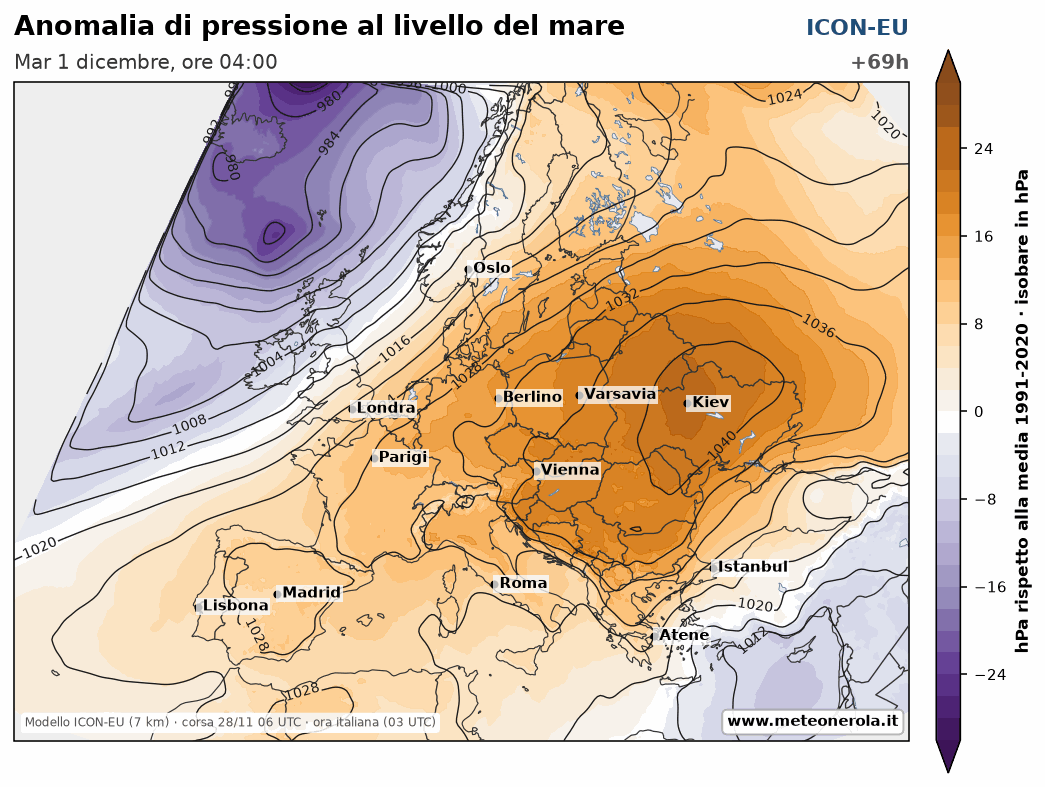 Anomalia di pressione al livello del mare
ICON-EU
Mar 1 dicembre, ore 04:00
+69h
980
1000
1024
1020
992
984
980
Oslo
1032
1036
1016
1004
1028
Berlino
Varsavia
Kiev
Londra
1008
1012
1040
Parigi
Vienna
1020
Istanbul
Roma
Madrid
Lisbona
1020
1028
Atene
1012
1028
Modello ICON-EU (7 km) · corsa 28/11 06 UTC · ora italiana (03 UTC)
www.meteonerola.it
24
16
8
0
−8
−16
−24
hPa rispetto alla media 1991-2020 · isobare in hPa